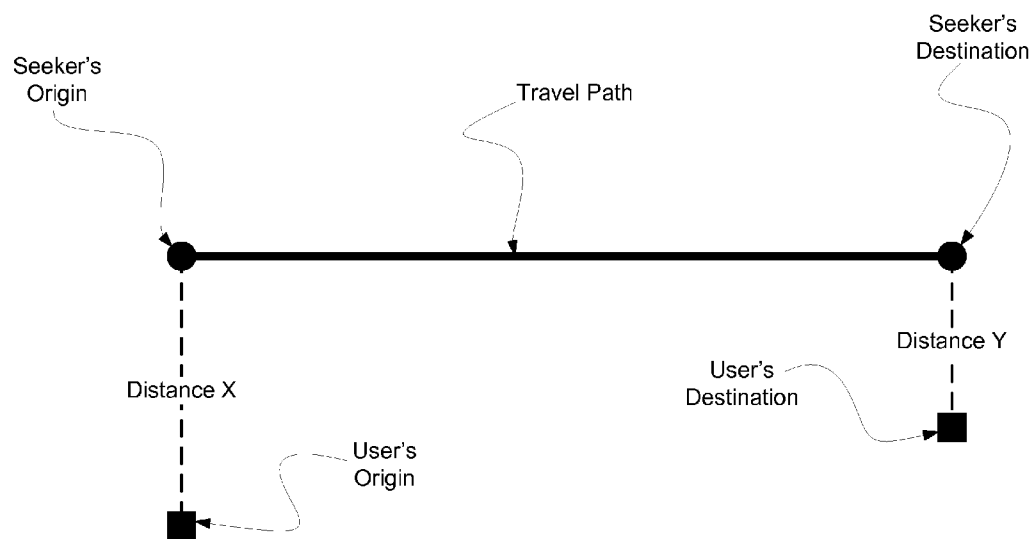 Seeker's
Origin
Travel Path
Seeker's
Destination
Distance X
Distance Y
User's
Destination
User's
Origin